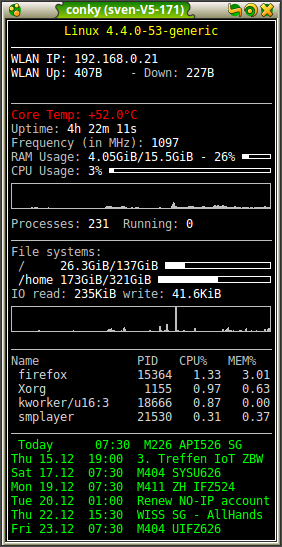 conky (sven-V5-171)
Linux 4.4.0-53-generic
WLAN IP: 192.168.0.21
WLAN Up: 407B - Down: 227B
Core Temp: +52.0°C
Uptime: 4h 22m 11s
Frequency (in MHz): 1097
RAM Usage: 4.05GiB/15.5GiB - 26%
CPU Usage: 3%
Processes: 231 Running: 0
File systems:
/ 26.3GiB/137GiB
/home 173GiB/321GiB
IO read: 235KiB write: 41.6KiB
Name PID CPU% MEM%
firefox 15364 1.33 3.01
Xorg 1155 0.97 0.63
kworker/u16:3 18666 0.87 0.00
smplayer 21530 0.31 0.37
Today 07:30 M226 API526 SG
Thu 15.12 19:00 3. Treffen IoT ZBW
Sat 17.12 07:30 M404 SYSU626
Mon 19.12 07:30 M411 ZH IFZ524
Tue 20.12 01:00 Renew NO-IP account
Thu 22.12 15:30 WISS SG - AllHands
Fri 23.12 07:30 M404 UIFZ626